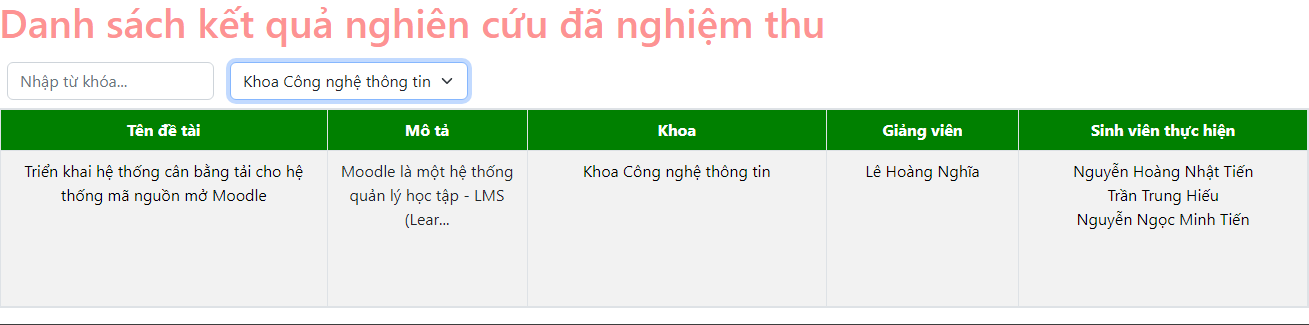 Danh sách kết quả nghiên cứu đã nghiệm thu
Nhập từ khóa...
Khoa Công nghệ thông tin
Tên đề tài
Mô tả
Khoa
Giảng viên
Sinh viên thực hiện
Triển khai hệ thống cân bằng tải cho hệ
thống mã nguồn mở Moodle
Moodle là một hệ thống
quản lý học tập - LMS
(Lear...
Khoa Công nghệ thông tin
Lê Hoàng Nghĩa
Nguyễn Hoàng Nhật Tiến
Trần Trung Hiếu
Nguyễn Ngọc Minh Tiến